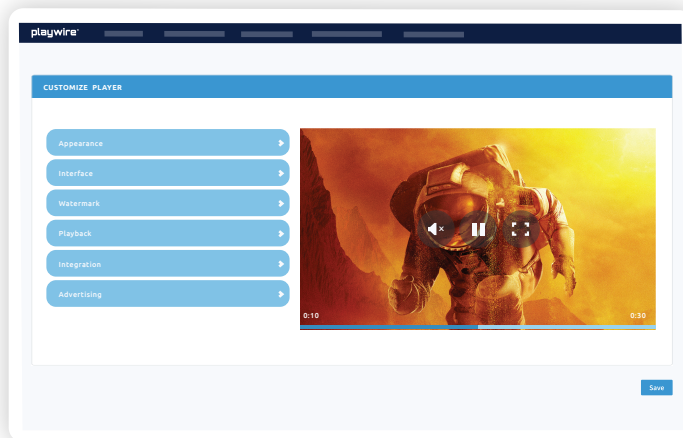 playwire
CUSTOMIZE PLAYER
Appearance
Interface
Watermark
Playback
Integration
Advertising
0:10
0:30
Save